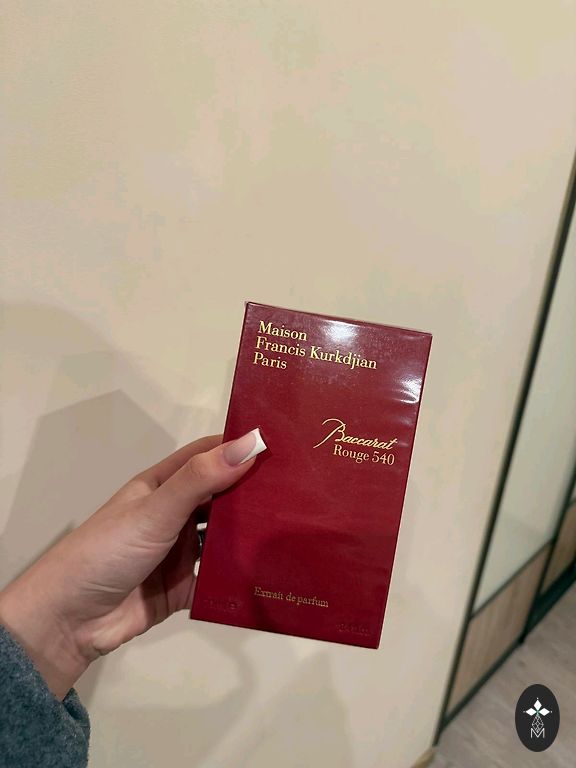 Maison
Francis Kurkdjian
Paris
Baccarat
Rouge 540
Extrait de parfum
M